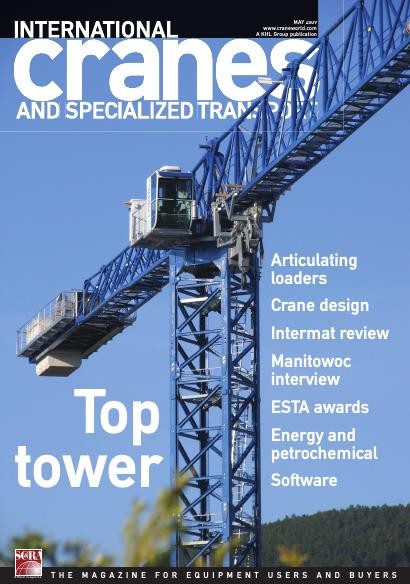 MAY 2009
www.craneworld.com
A KHL Group publication
INTERNATIONAL
cranes
AND SPECIALIZED TRANSPORT
Articulating
loaders
Crane design
Intermat review
Manitowoc
interview
ESTA awards
Energy and
petrochemical
Software
Top
tower
SC&RA
THE MAGAZINE FOR EQUIPMENT USERS AND BUYERS